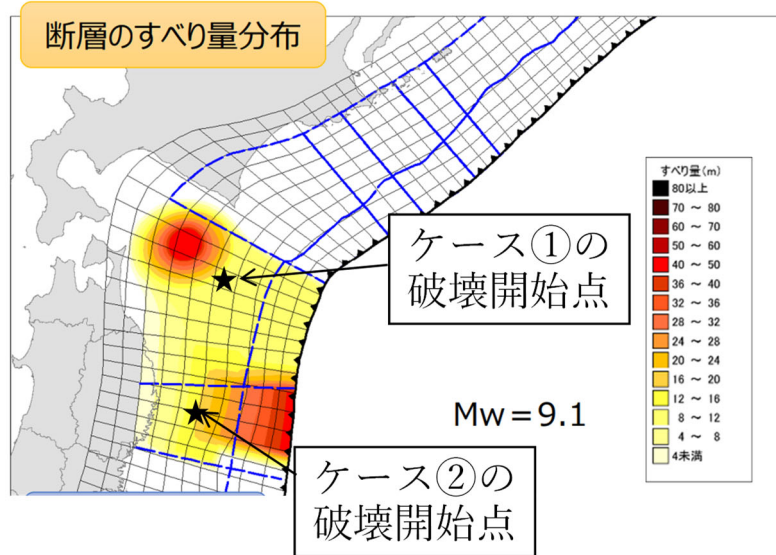 断層のすべり量分布
すべり量(m)
80以上
70 ～ 80
60 ～ 70
50 ～ 60
40 ～ 50
36 ～ 40
32 ～ 36
28 ～ 32
24 ～ 28
20 ～ 24
16 ～ 20
12 ～ 16
8 ～ 12
4 ～ 8
4未満
ケース①の
破壊開始点
Mw＝9.1
ケース②の
破壊開始点